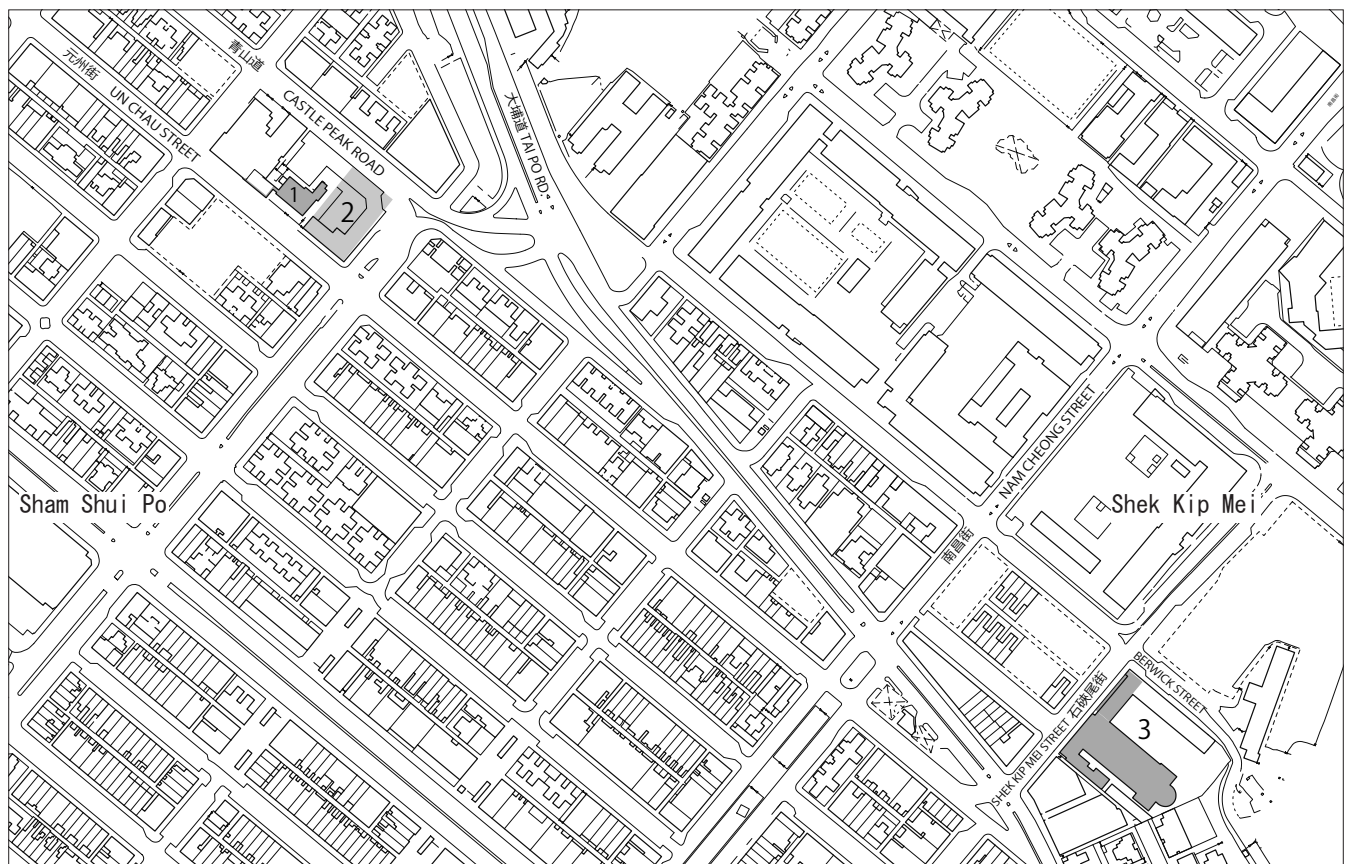 元州街
UN CHAU STREET
青山道
CASTLE PEAK ROAD
大埔道 TAI PO RD.
1
2
Sham Shui Po
NAM CHEONG STREET
南昌街
Shek Kip Mei
SHEK KIP MEI STREET 石硤尾街
BERWICK STREET
3